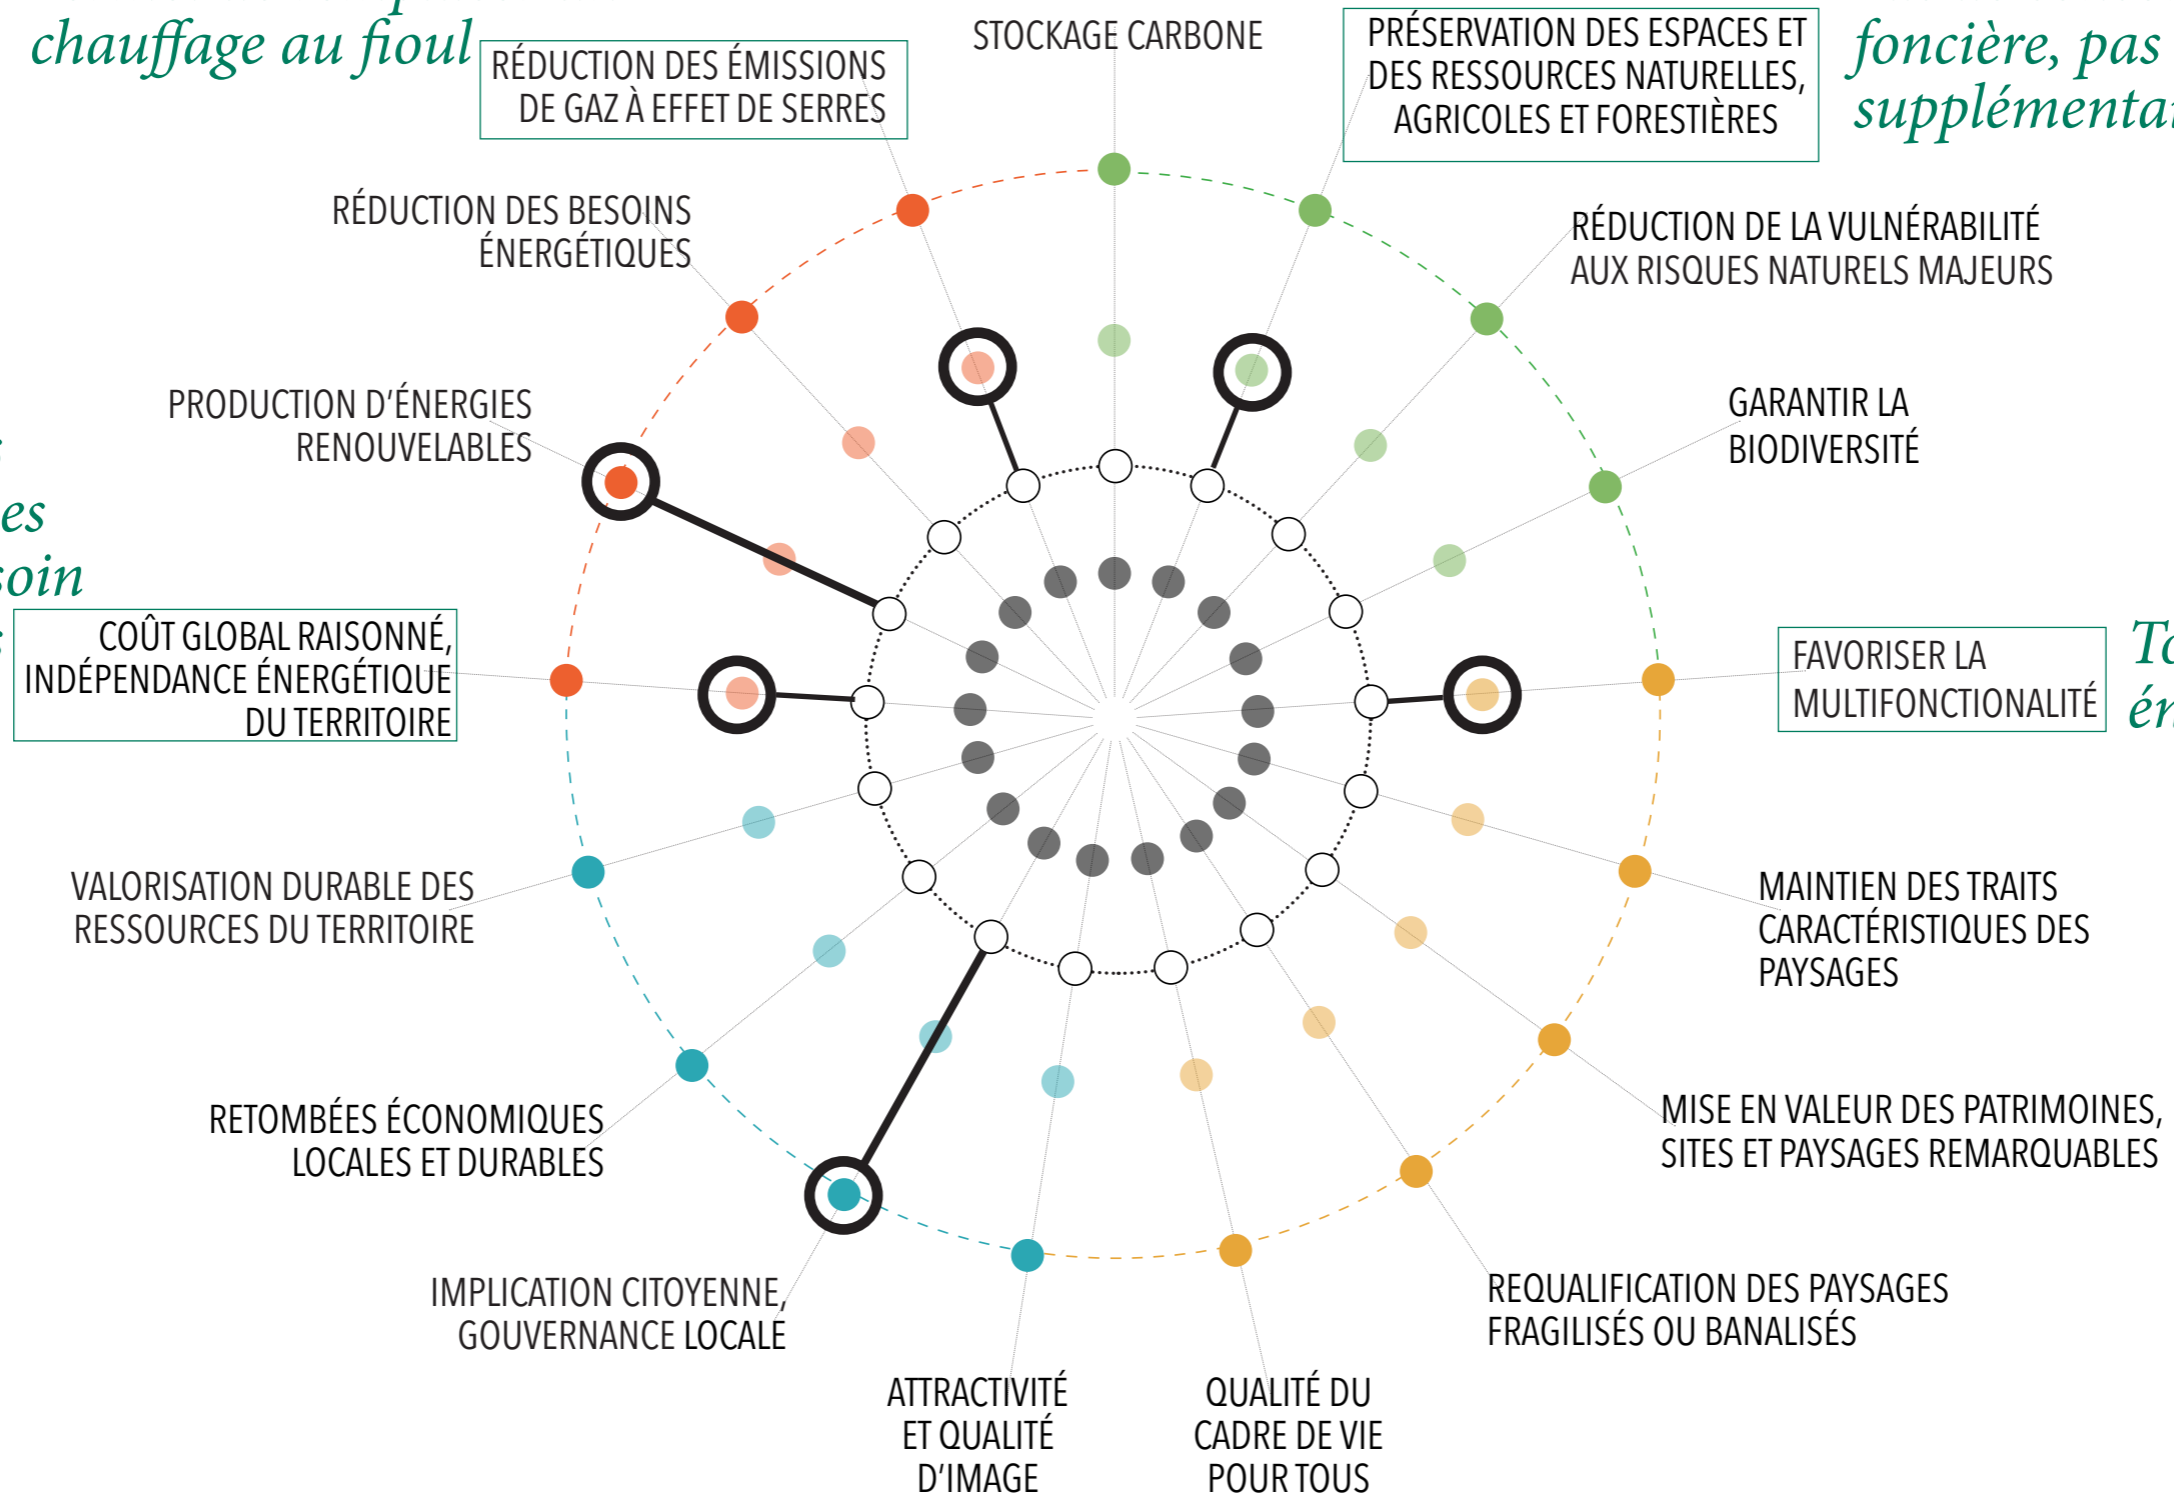 chauffage au fioul
RÉDUCTION DES ÉMISSIONS
DE GAZ À EFFET DE SERRES
STOCKAGE CARBONE
PRÉSERVATION DES ESPACES ET
DES RESSOURCES NATURELLES,
AGRICOLES ET FORESTIÈRES
foncière, pas
RÉDUCTION DES BESOINS
ÉNERGÉTIQUES
RÉDUCTION DE LA VULNÉRABILITÉ
AUX RISQUES NATURELS MAJEURS
PRODUCTION D'ÉNERGIES
RENOUVELABLES
GARANTIR LA
BIODIVERSITÉ
COÛT GLOBAL RAISONNÉ,
INDÉPENDANCE ÉNERGÉTIQUE
DU TERRITOIRE
FAVORISER LA
MULTIFONCTIONALITÉ
VALORISATION DURABLE DES
RESSOURCES DU TERRITOIRE
MAINTIEN DES TRAITS
CARACTÉRISTIQUES DES
PAYSAGES
RETOMBÉES ÉCONOMIQUES
LOCALES ET DURABLES
MISE EN VALEUR DES PATRIMOINES,
SITES ET PAYSAGES REMARQUABLES
IMPLICATION CITOYENNE,
GOUVERNANCE LOCALE
REQUALIFICATION DES PAYSAGES
FRAGILISÉS OU BANALISÉS
ATTRACTIVITÉ
ET QUALITÉ
D'IMAGE
QUALITÉ DU
CADRE DE VIE
POUR TOUS